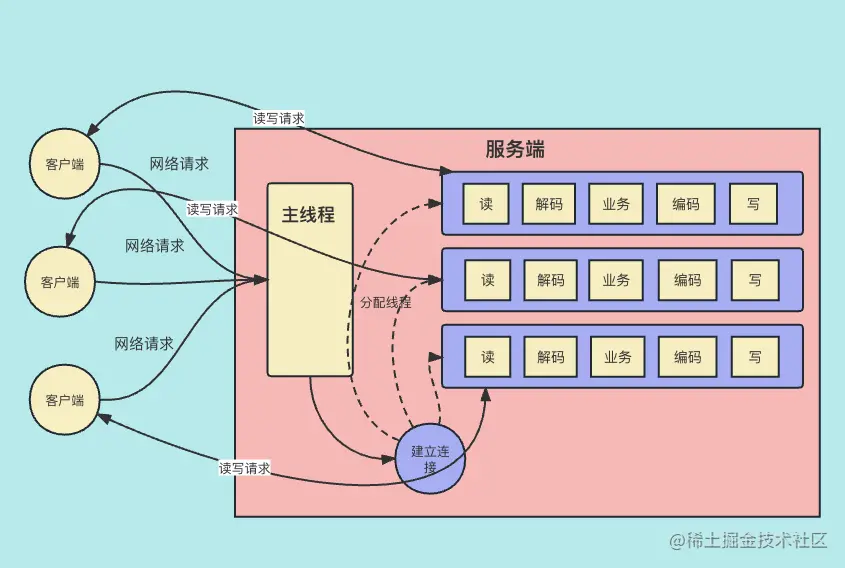 读写请求
服务端
客户端
网络请求
读
解码
业务
编码
写
主线程
读写请求
网络请求
客户端
读
解码
业务
编码
写
分配线程
网络请求
读
解码
业务
编码
写
客户端
建立连
接
读写请求
@稀土掘金技术社区